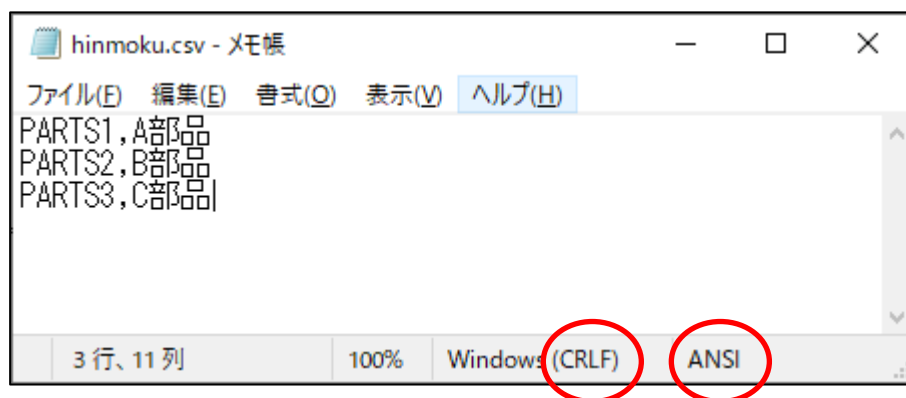 hinmoku.csv - メモ帳
ファイル(F) 編集(E) 書式(O) 表示(V) ヘルプ(H)
PARTS1,A部品
PARTS2,B部品
PARTS3,C部品
3 行、11 列 100% Windows (CRLF) ANSI